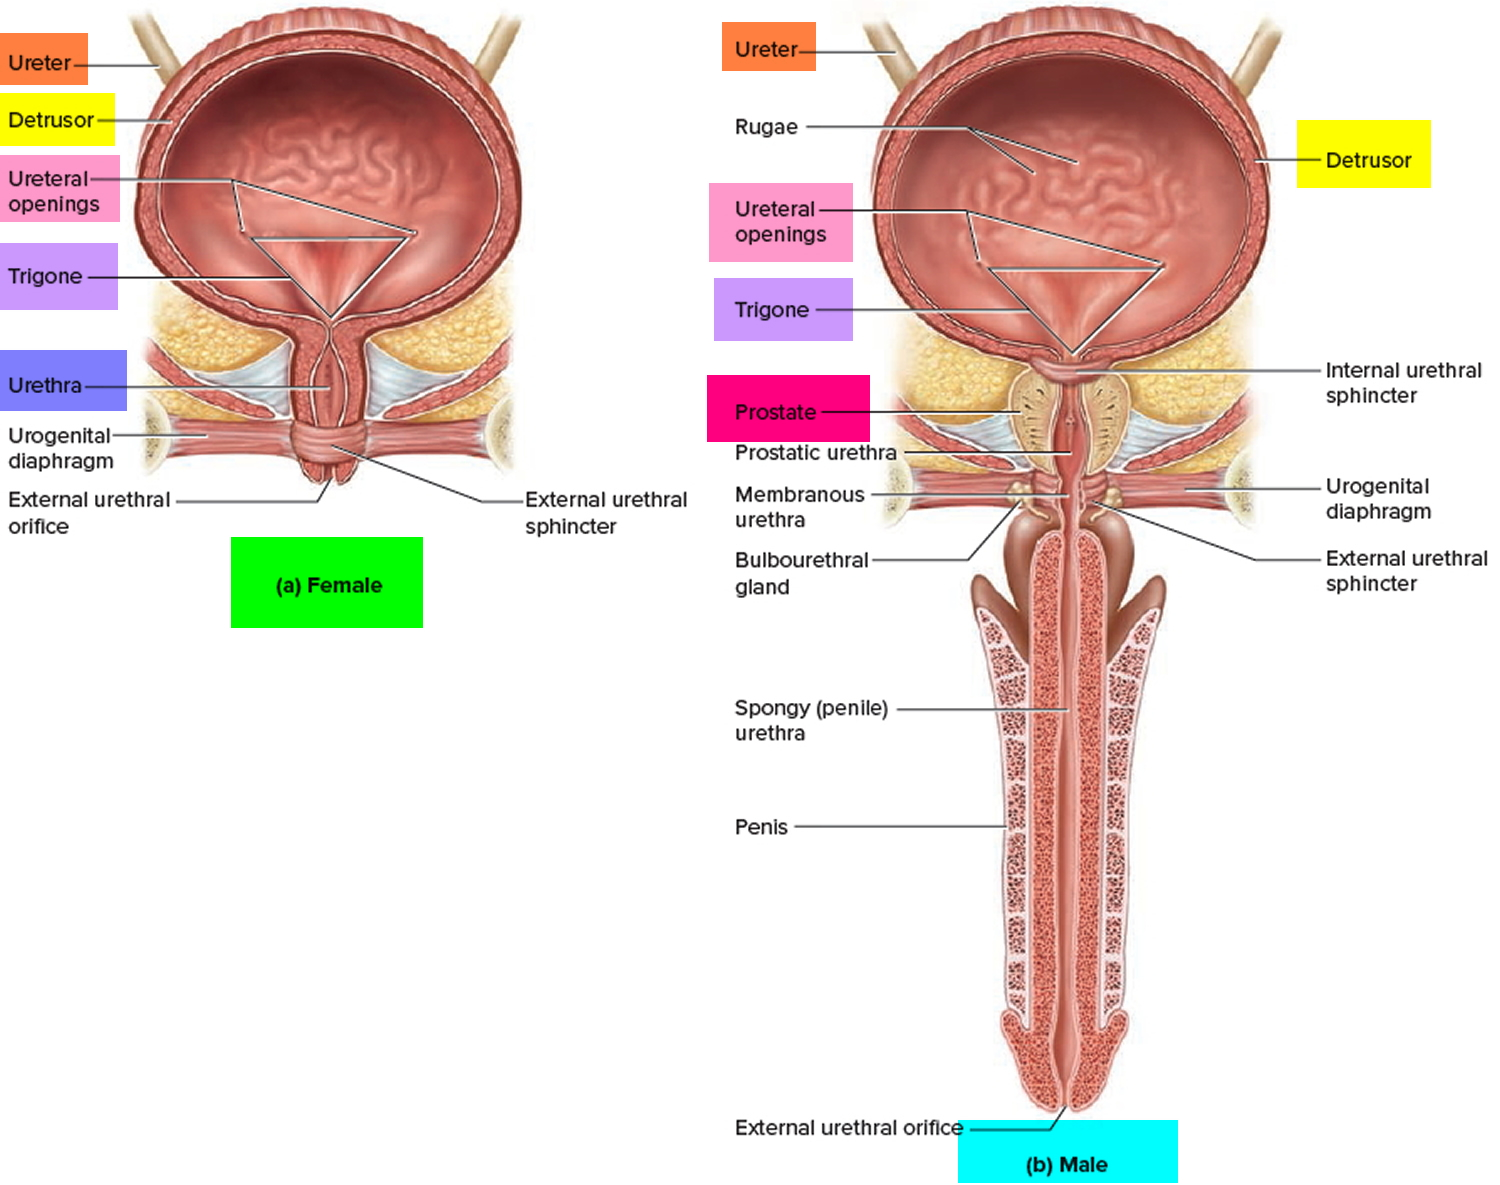 Ureter
Detrusor
Ureteral
openings
Trigone
Urethra
Urogenital
diaphragm
External urethral
orifice
External urethral
sphincter
(a) Female
Ureter
Rugae
Detrusor
Ureteral
openings
Trigone
Internal urethral
sphincter
Prostate
Prostatic urethra
Membranous
urethra
Urogenital
diaphragm
Bulbourethral
gland
External urethral
sphincter
Spongy (penile)
urethra
Penis
External urethral orifice
(b) Male